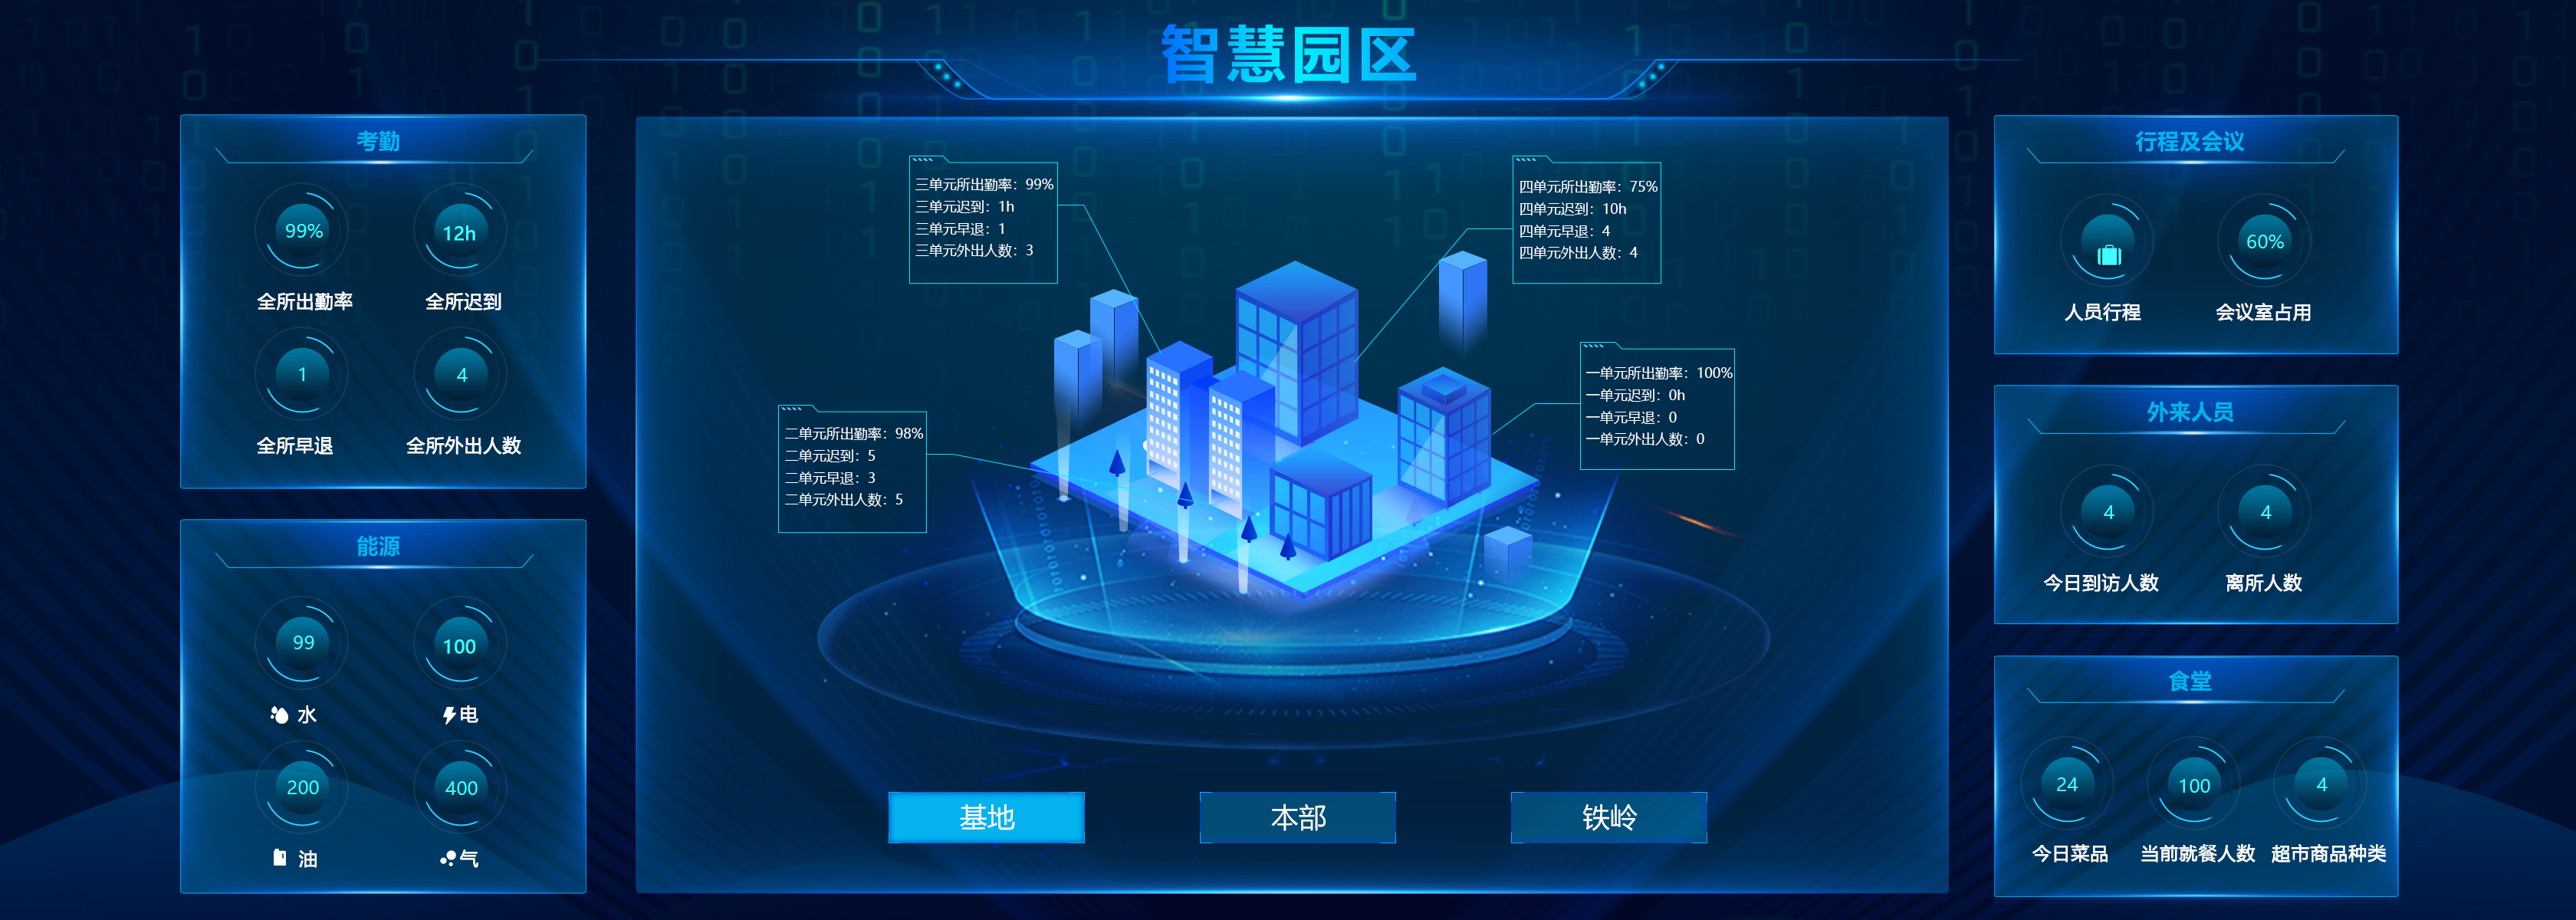 智慧园区
考勤
99%
12h
全所出勤率
全所迟到
1
4
全所早退
全所外出人数
能源
99
100
水
电
200
400
油
气
三单元所出勤率：99%
三单元迟到：1h
三单元早退：1
三单元外出人数：3
四单元所出勤率：75%
四单元迟到：10h
四单元早退：4
四单元外出人数：4
二单元所出勤率：98%
二单元迟到：5
二单元早退：3
二单元外出人数：5
一单元所出勤率：100%
一单元迟到：0h
一单元早退：0
一单元外出人数：0
基地
本部
铁岭
行程及会议
60%
人员行程
会议室占用
外来人员
4
4
今日到访人数
离所人数
食堂
24
100
4
今日菜品
当前就餐人数
超市商品种类